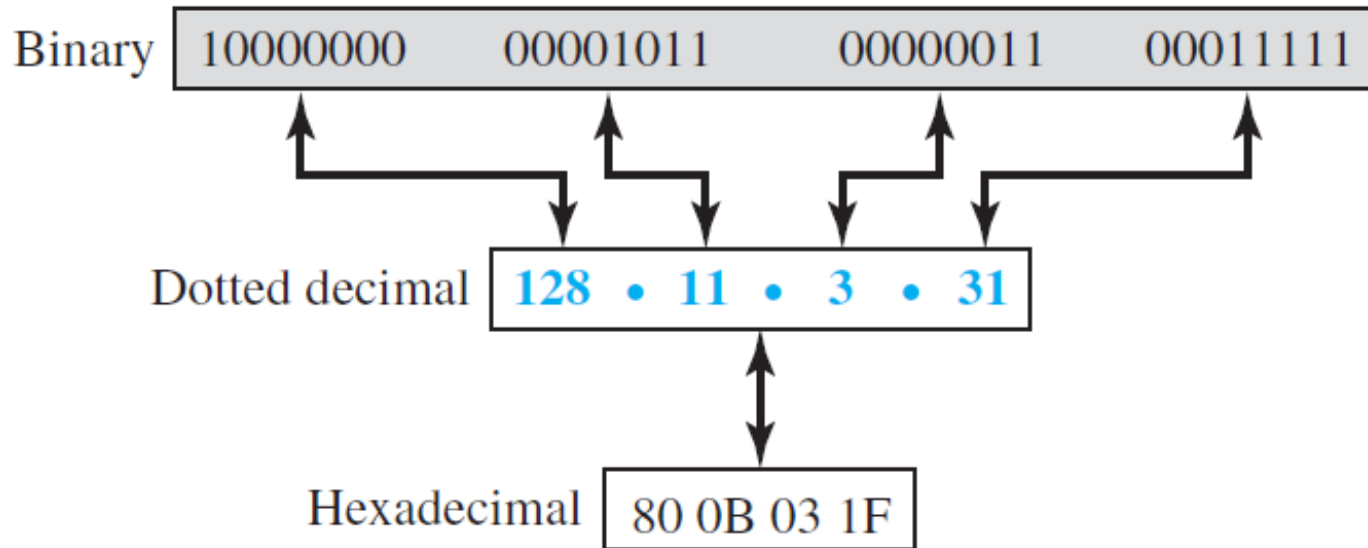 Binary 10000000 00001011 00000011 00011111
Dotted decimal 128 • 11 • 3 • 31
Hexadecimal 80 0B 03 1F